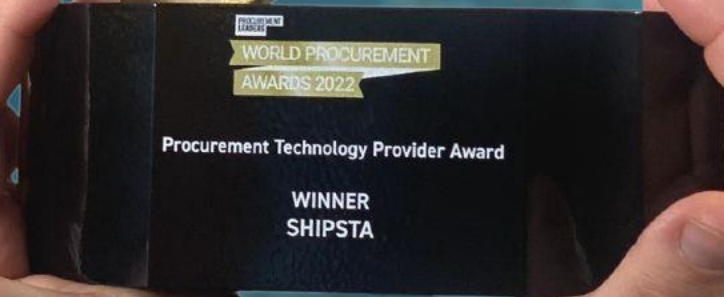 PROCUREMENT
LEADERS
WORLD PROCUREMENT
AWARDS 2022
Procurement Technology Provider Award
WINNER
SHIPSTA